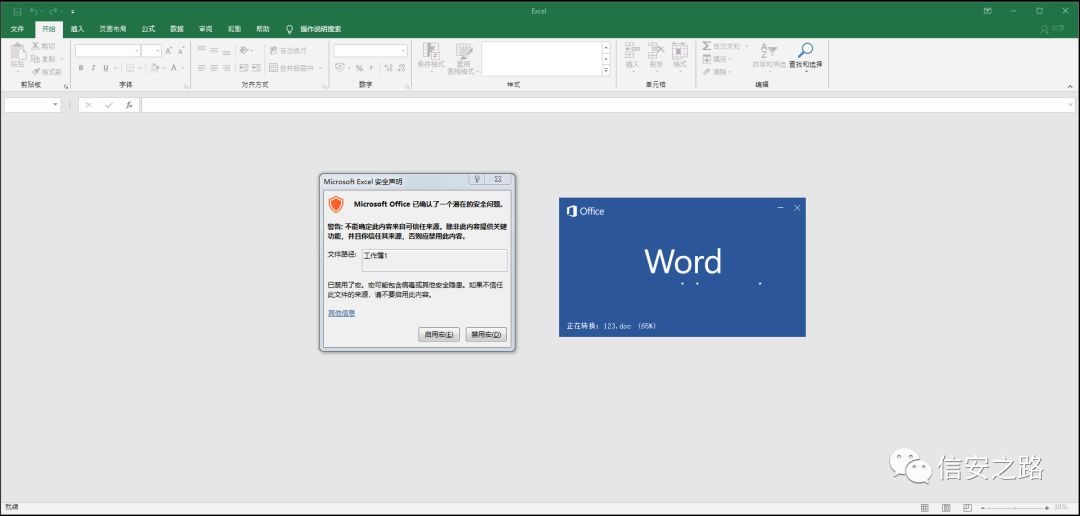 Excel
共享
文件 开始 插入 页面布局 公式 数据 审阅 视图 帮助 操作说明搜索
粘贴
剪切
复制
格式刷
剪贴板
B I U
A A
A
字体
自动换行
合并后居中
对齐方式
%
数字
条件格式
套用
表格格式
样式
插入 删除 格式
单元格
自动求和
填充
清除
排序和筛选 查找和选择
编辑
fx
Microsoft Excel 安全声明
Microsoft Office 已确认了一个潜在的安全问题。
警告: 不能确定此内容来自可信任来源。除非此内容提供关键
功能，并且你信任其来源，否则应禁用此内容。
文件路径: 工作簿1
已禁用了宏。宏可能包含病毒或其他安全隐患。如果不信任
此文件的来源，请不要启用此内容。
其他信息
启用宏(E) 禁用宏(D)
Office
Word
正在转换: 123.doc (65%)
信安之路
就绪
10%